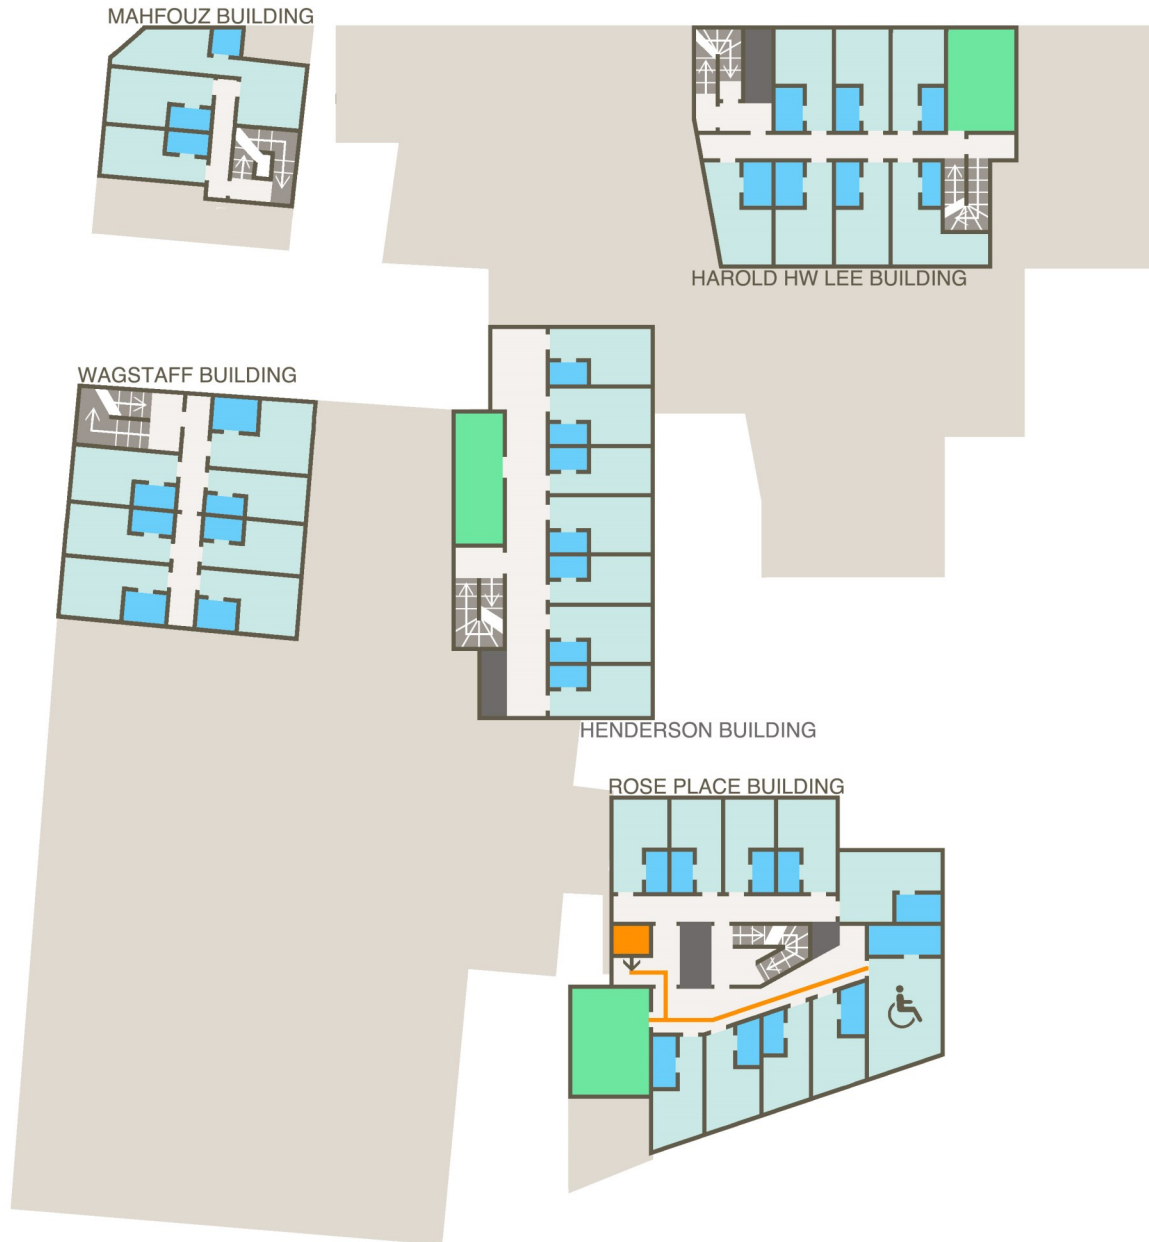 MAHFOUZ BUILDING
HAROLD HW LEE BUILDING
WAGSTAFF BUILDING
HENDERSON BUILDING
ROSE PLACE BUILDING